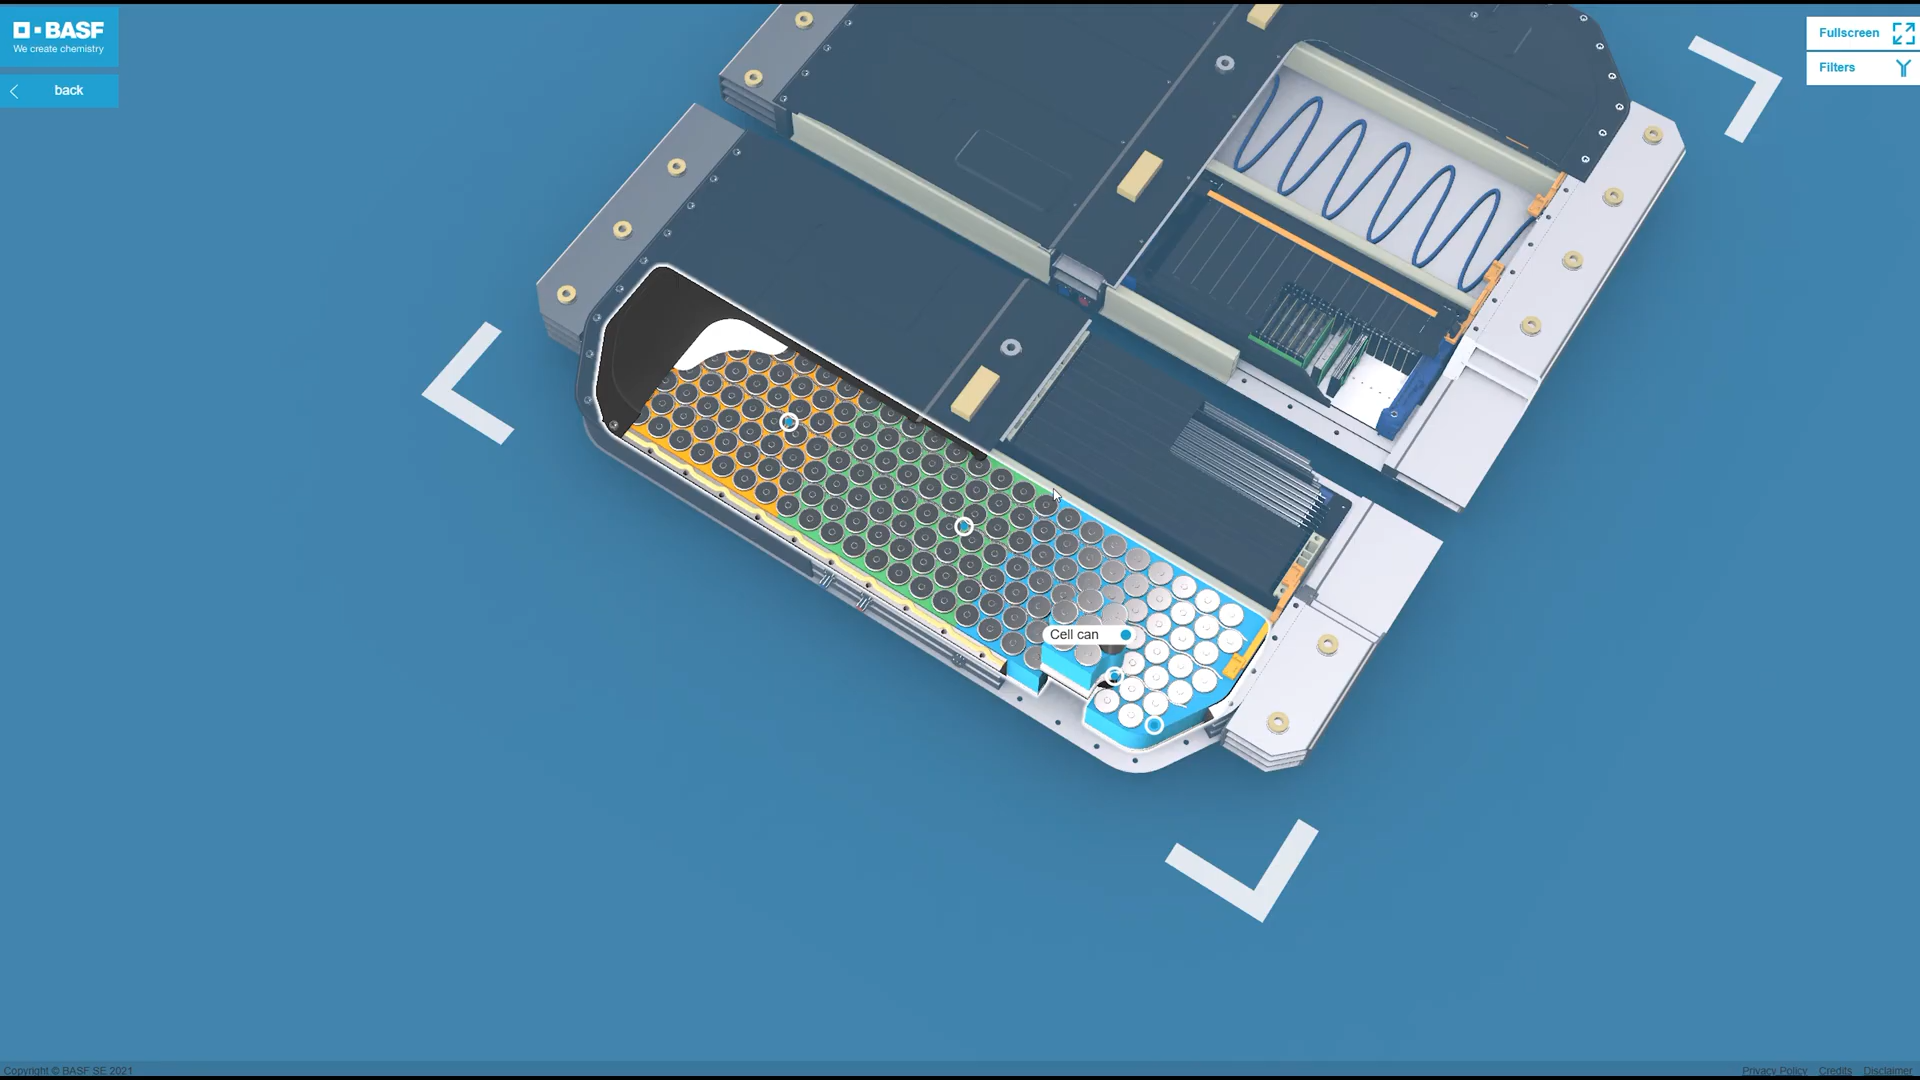 BASF
We create chemistry
back
Fullscreen
Filters
Cell can
Copyright © BASF SE 2021
Privacy Policy Credits Disclaimer